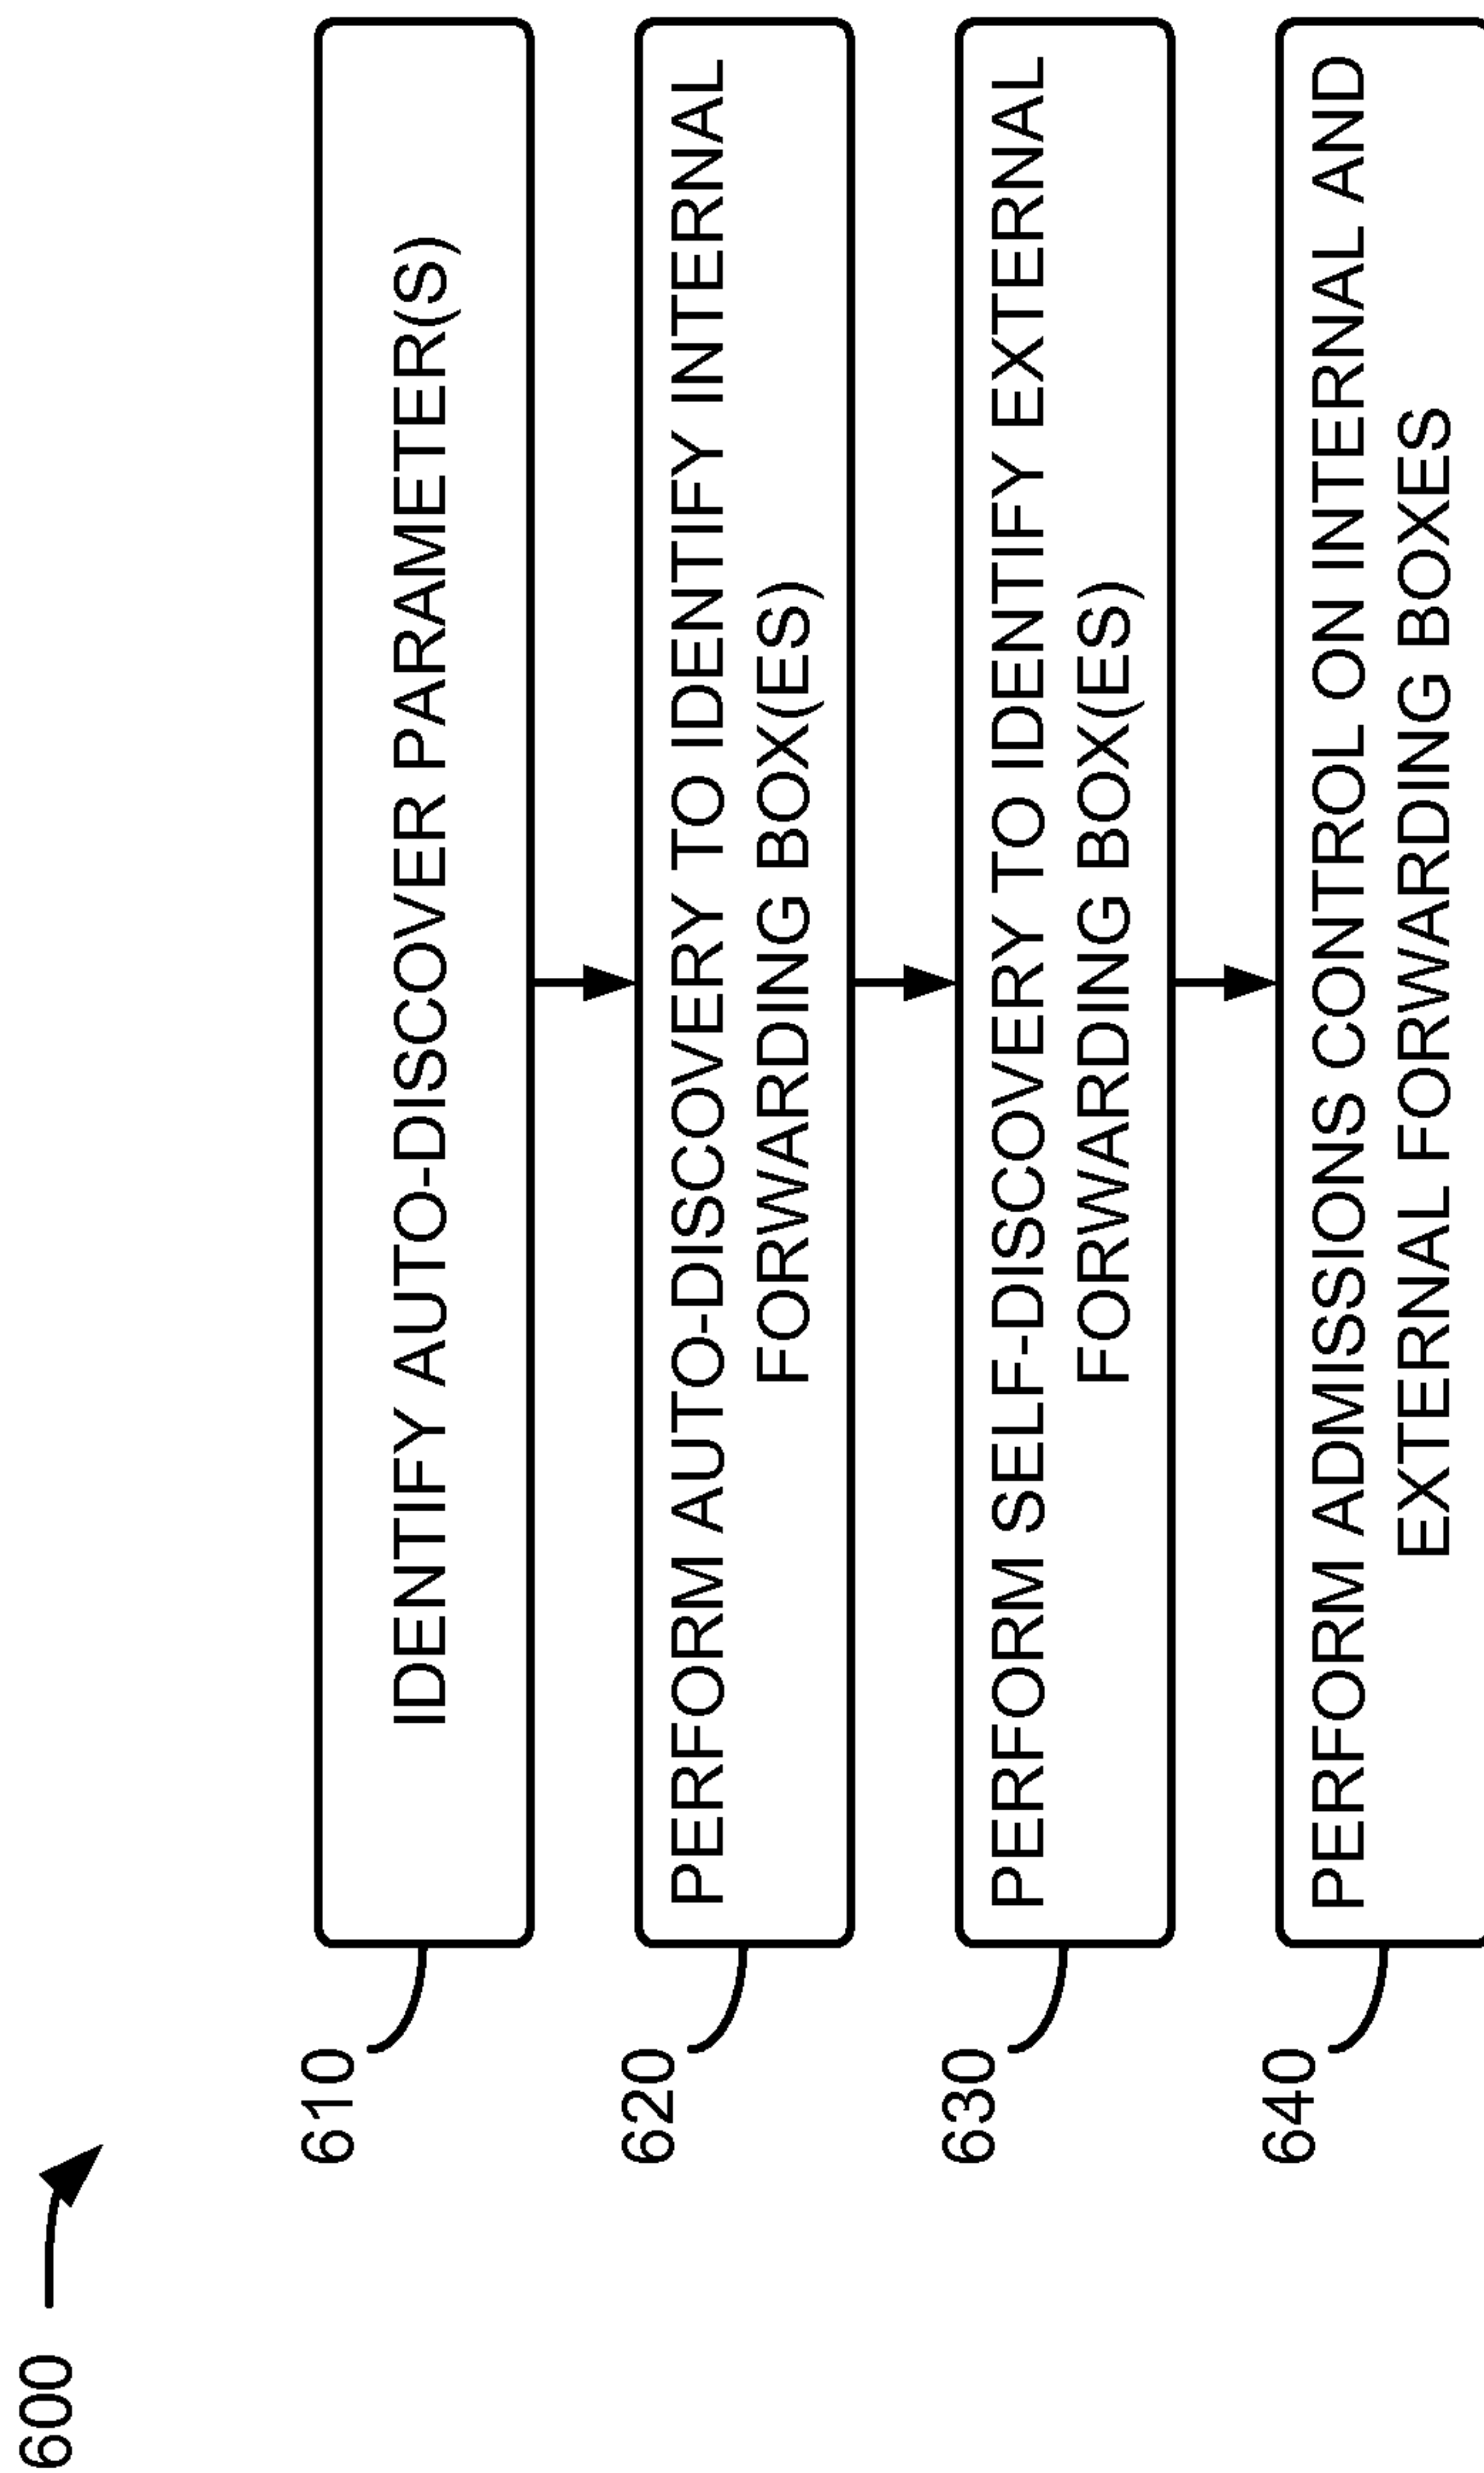 600
610
IDENTIFY AUTO-DISCOVER PARAMETER(S)
620
PERFORM AUTO-DISCOVERY TO IDENTIFY INTERNAL
FORWARDING BOX(ES)
630
PERFORM SELF-DISCOVERY TO IDENTIFY EXTERNAL
FORWARDING BOX(ES)
640
PERFORM ADMISSIONS CONTROL ON INTERNAL AND
EXTERNAL FORWARDING BOXES